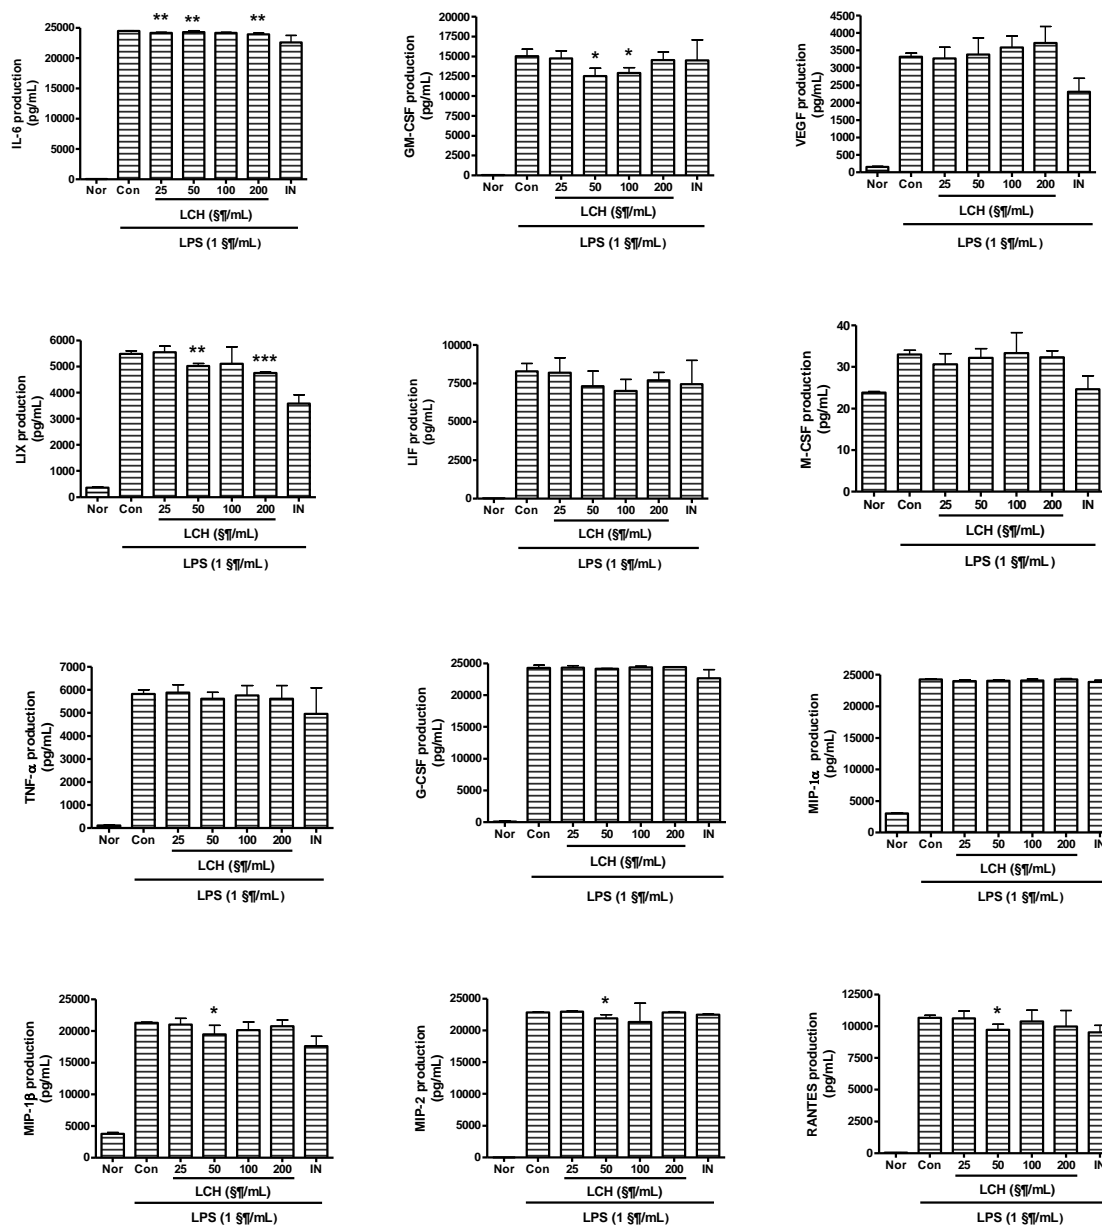 IL-6 production
(pg/mL)
25000
20000
15000
10000
5000
0
** ** **
Nor Con 25 50 100 200 IN
LCH (§¶/mL)
LPS (1 §¶/mL)
GM-CSF production
(pg/mL)
20000
17500
15000
12500
10000
7500
5000
2500
0
* *
Nor Con 25 50 100 200 IN
LCH (§¶/mL)
LPS (1 §¶/mL)
VEGF production
(pg/mL)
4500
4000
3500
3000
2500
2000
1500
1000
500
0
Nor Con 25 50 100 200 IN
LCH (§¶/mL)
LPS (1 §¶/mL)
LIX production
(pg/mL)
6000
5000
4000
3000
2000
1000
0
** ***
Nor Con 25 50 100 200 IN
LCH (§¶/mL)
LPS (1 §¶/mL)
LIF production
(pg/mL)
10000
7500
5000
2500
0
Nor Con 25 50 100 200 IN
LCH (§¶/mL)
LPS (1 §¶/mL)
M-CSF production
(pg/mL)
40
30
20
10
0
Nor Con 25 50 100 200 IN
LCH (§¶/mL)
LPS (1 §¶/mL)
TNF-α production
(pg/mL)
7000
6000
5000
4000
3000
2000
1000
0
Nor Con 25 50 100 200 IN
LCH (§¶/mL)
LPS (1 §¶/mL)
G-CSF production
(pg/mL)
25000
20000
15000
10000
5000
0
Nor Con 25 50 100 200 IN
LCH (§¶/mL)
LPS (1 §¶/mL)
MIP-1α production
(pg/mL)
25000
20000
15000
10000
5000
0
Nor Con 25 50 100 200 IN
LCH (§¶/mL)
LPS (1 §¶/mL)
MIP-1β production
(pg/mL)
25000
20000
15000
10000
5000
0
*
Nor Con 25 50 100 200 IN
LCH (§¶/mL)
LPS (1 §¶/mL)
MIP-2 production
(pg/mL)
25000
20000
15000
10000
5000
0
*
Nor Con 25 50 100 200 IN
LCH (§¶/mL)
LPS (1 §¶/mL)
RANTES production
(pg/mL)
12500
10000
7500
5000
2500
0
*
Nor Con 25 50 100 200 IN
LCH (§¶/mL)
LPS (1 §¶/mL)